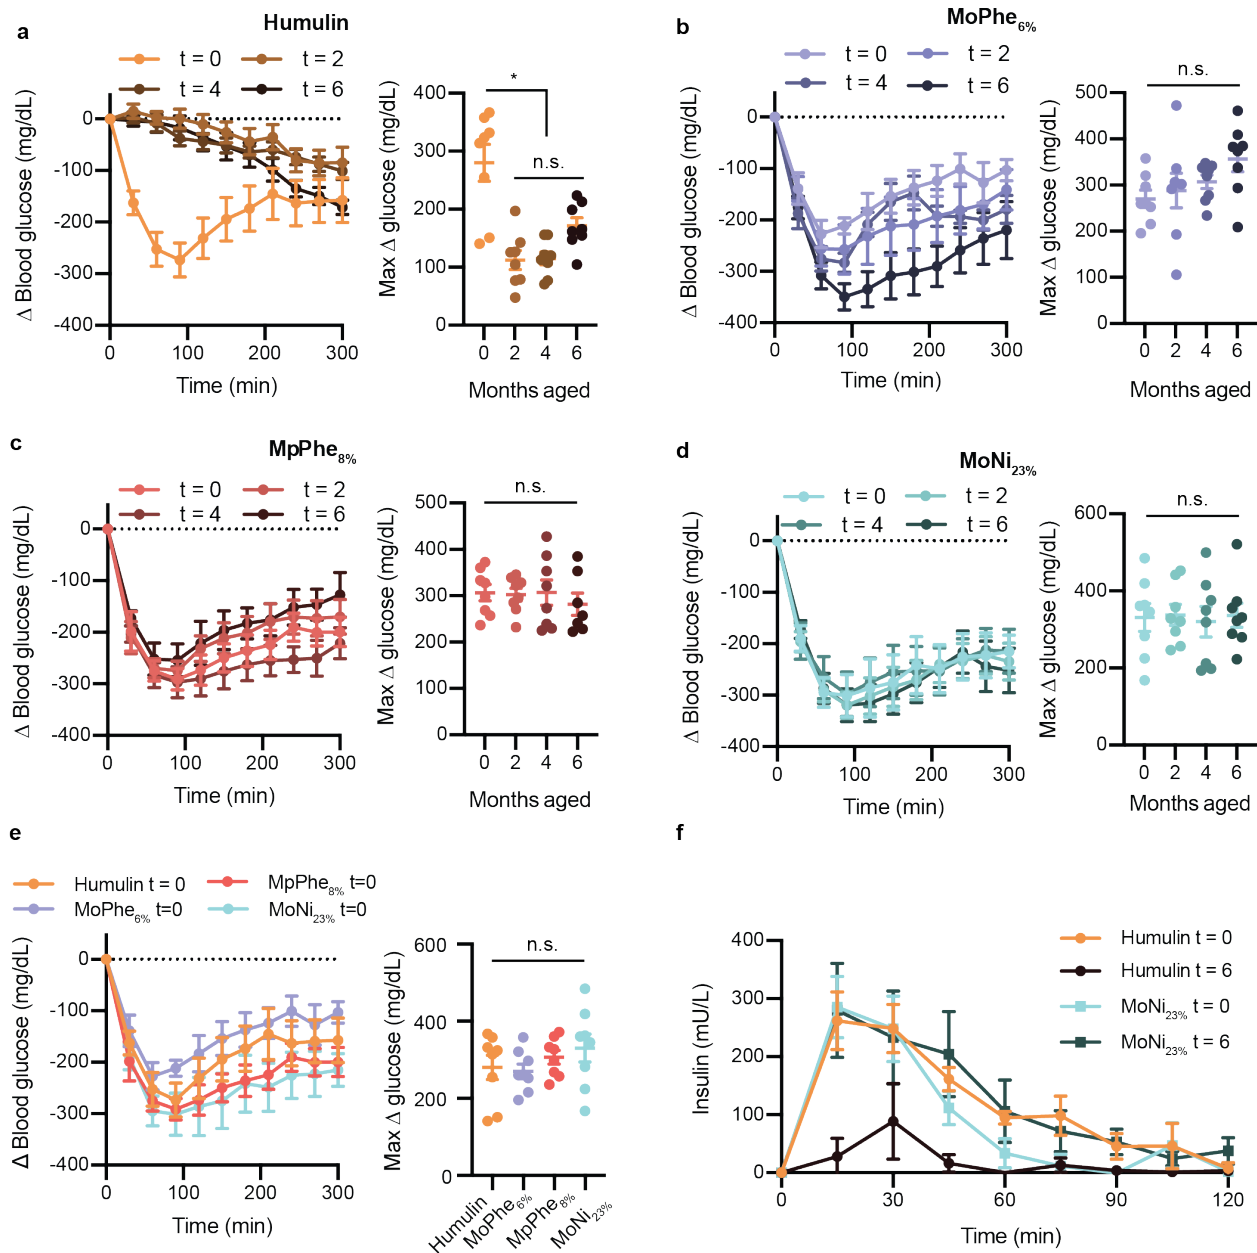 a
Humulin
t = 0
t = 2
t = 4
t = 6
Δ Blood glucose (mg/dL)
0
-100
-200
-300
-400
0
100
200
300
Time (min)
Max Δ glucose (mg/dL)
400
300
200
100
0
*
n.s.
0
2
4
6
Months aged
b
MoPhe6%
t = 0
t = 2
t = 4
t = 6
Δ Blood glucose (mg/dL)
0
-100
-200
-300
-400
0
100
200
300
Time (min)
Max Δ glucose (mg/dL)
500
400
300
200
100
0
n.s.
0
2
4
6
Months aged
c
MpPhe8%
t = 0
t = 2
t = 4
t = 6
Δ Blood glucose (mg/dL)
0
-100
-200
-300
-400
0
100
200
300
Time (min)
Max Δ glucose (mg/dL)
500
400
300
200
100
0
n.s.
0
2
4
6
Months aged
d
MoNi23%
t = 0
t = 2
t = 4
t = 6
Δ Blood glucose (mg/dL)
0
-100
-200
-300
-400
0
100
200
300
Time (min)
Max Δ glucose (mg/dL)
600
400
200
0
n.s.
0
2
4
6
Months aged
e
Humulin t = 0
MpPhe8% t=0
MoPhe6% t=0
MoNi23% t=0
Δ Blood glucose (mg/dL)
0
-100
-200
-300
-400
0
100
200
300
Time (min)
Max Δ glucose (mg/dL)
600
400
200
0
n.s.
Humulin
MoPhe6%
MpPhe8%
MoNi23%
f
Humulin t = 0
Humulin t = 6
MoNi23% t = 0
MoNi23% t = 6
Insulin (mU/L)
400
300
200
100
0
0
30
60
90
120
Time (min)